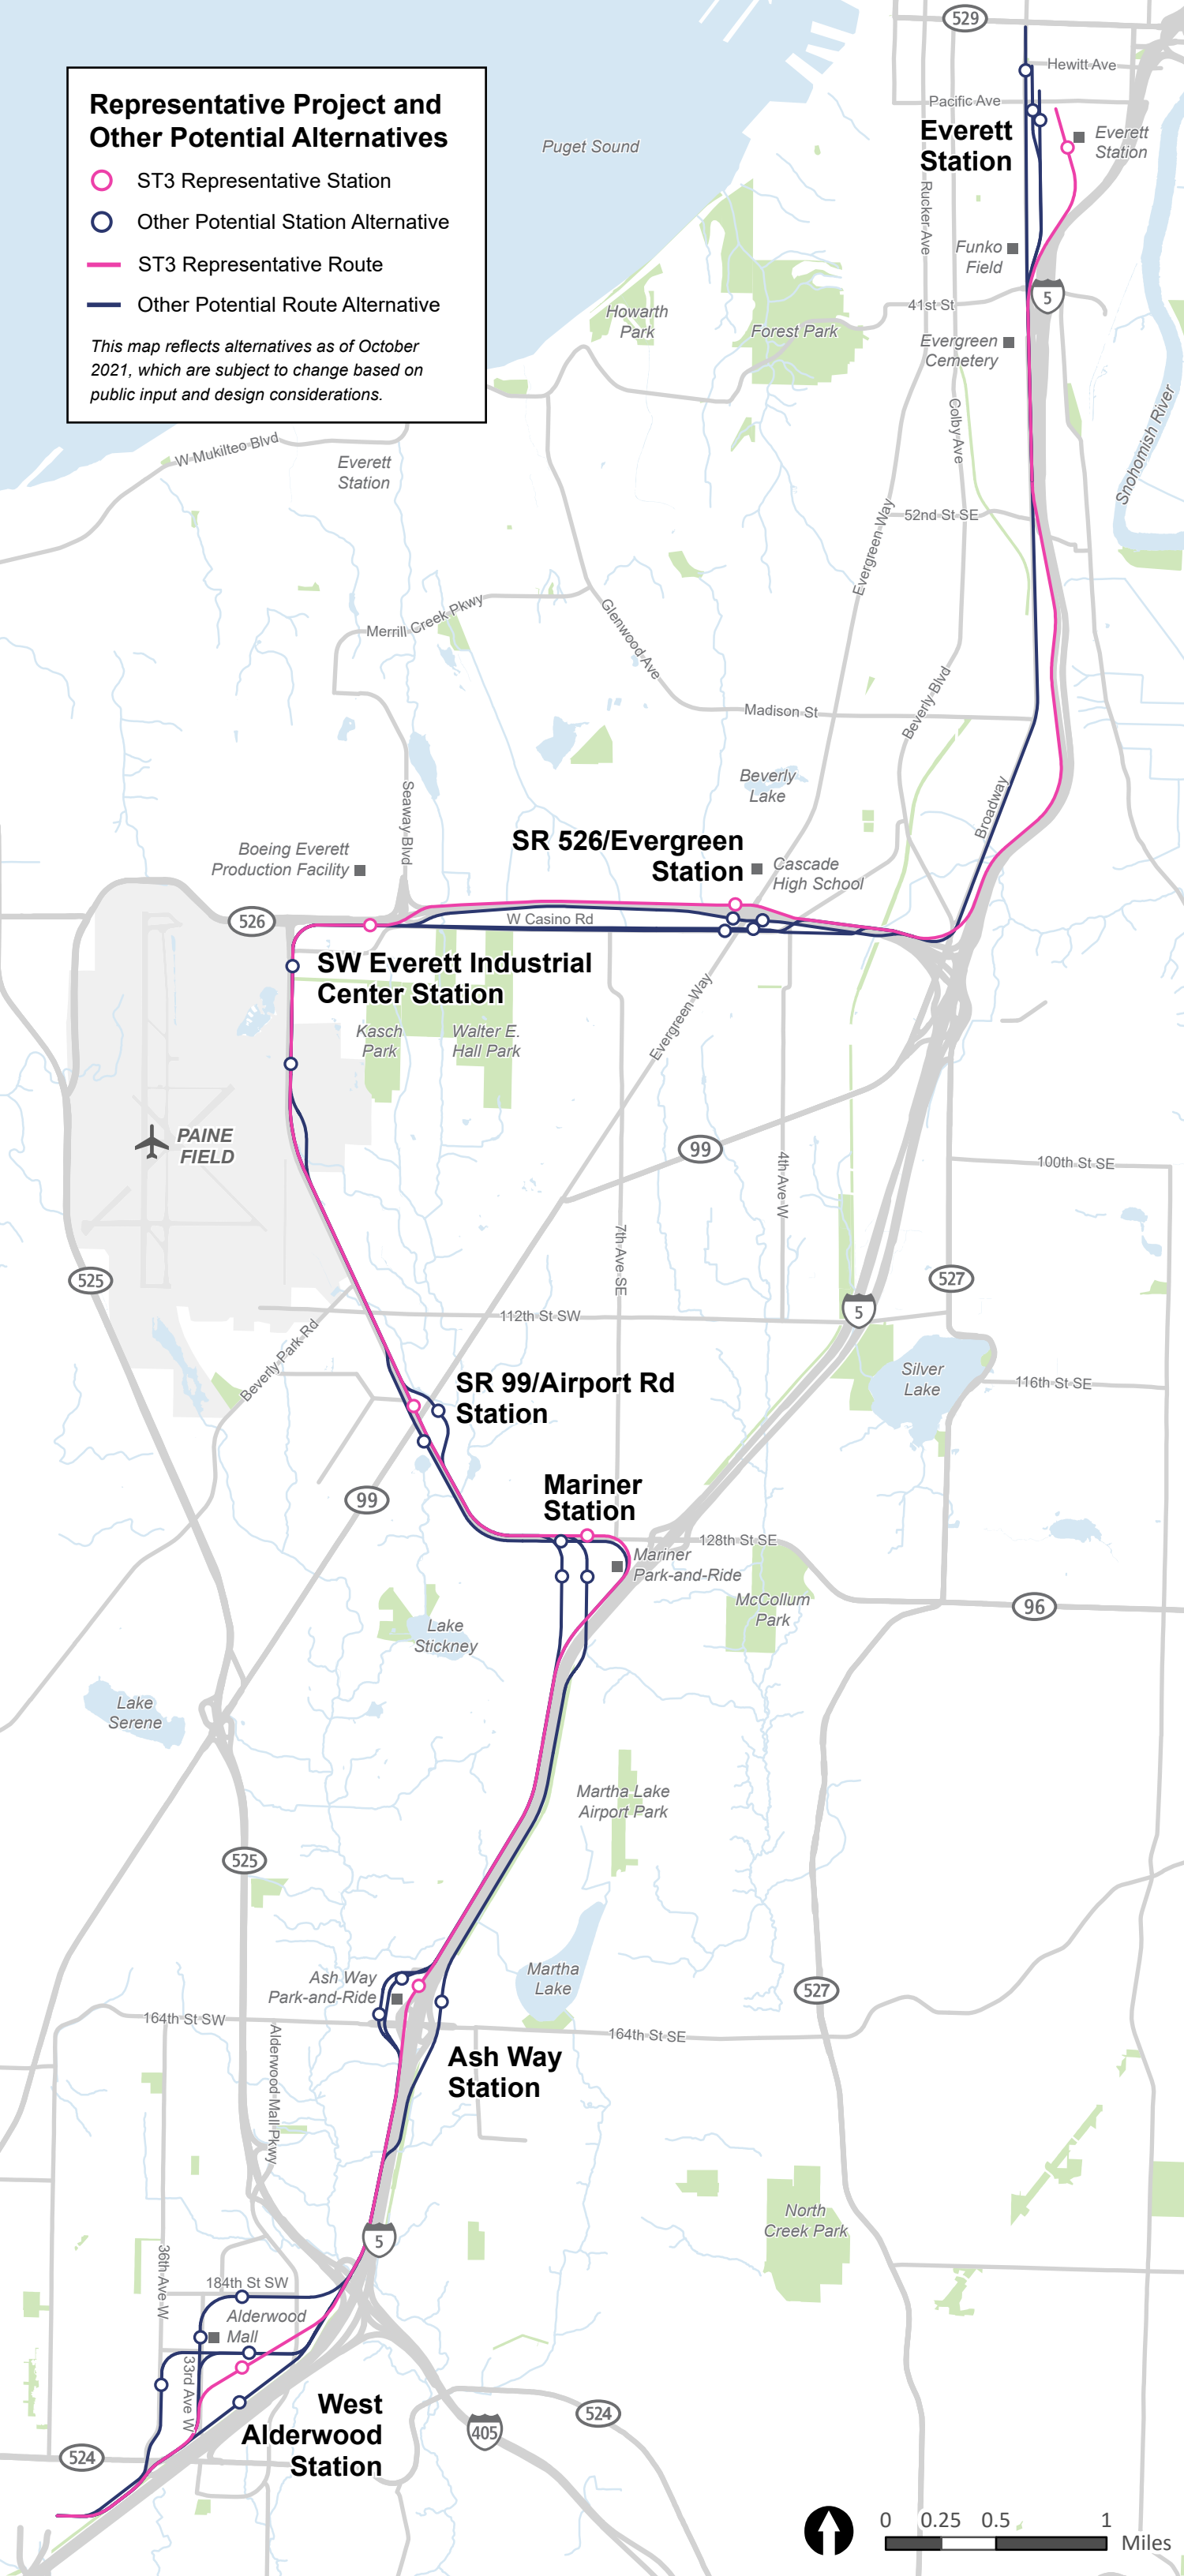 529
Hewitt Ave
Pacific Ave
Representative Project and
Other Potential Alternatives
ST3 Representative Station
Other Potential Station Alternative
ST3 Representative Route
Other Potential Route Alternative
This map reflects alternatives as of October
2021, which are subject to change based on
public input and design considerations.
Puget Sound
Everett
Station
Everett
Station
Rucker Ave
Funko
Field
5
41st St
Howarth
Park
Forest Park
Evergreen
Cemetery
Colby Ave
Snohomish River
W Mukilteo Blvd
Everett
Station
Evergreen Way
52nd St SE
Merrill Creek Pkwy
Glenwood Ave
Beverly Blvd
Madison St
Beverly
Lake
Seaway Blvd
Broadway
SR 526/Evergreen
Station
Boeing Everett
Production Facility
Cascade
High School
526
W Casino Rd
SW Everett Industrial
Center Station
Kasch
Park
Walter E.
Hall Park
Evergreen Way
PAINE
FIELD
99
4th Ave W
100th St SE
7th Ave SE
525
527
5
112th St SW
Beverly Park Rd
Silver
Lake
116th St SE
SR 99/Airport Rd
Station
99
Mariner
Station
128th St SE
Mariner
Park-and-Ride
McCollum
Park
96
Lake
Stickney
Lake
Serene
Martha Lake
Airport Park
525
Martha
Lake
Ash Way
Park-and-Ride
527
164th St SW
164th St SE
Alderwood Mall Pkwy
Ash Way
Station
North
Creek Park
5
36th Ave W
184th St SW
Alderwood
Mall
33rd Ave W
West
Alderwood
Station
524
405
524
0 0.25 0.5 1
Miles